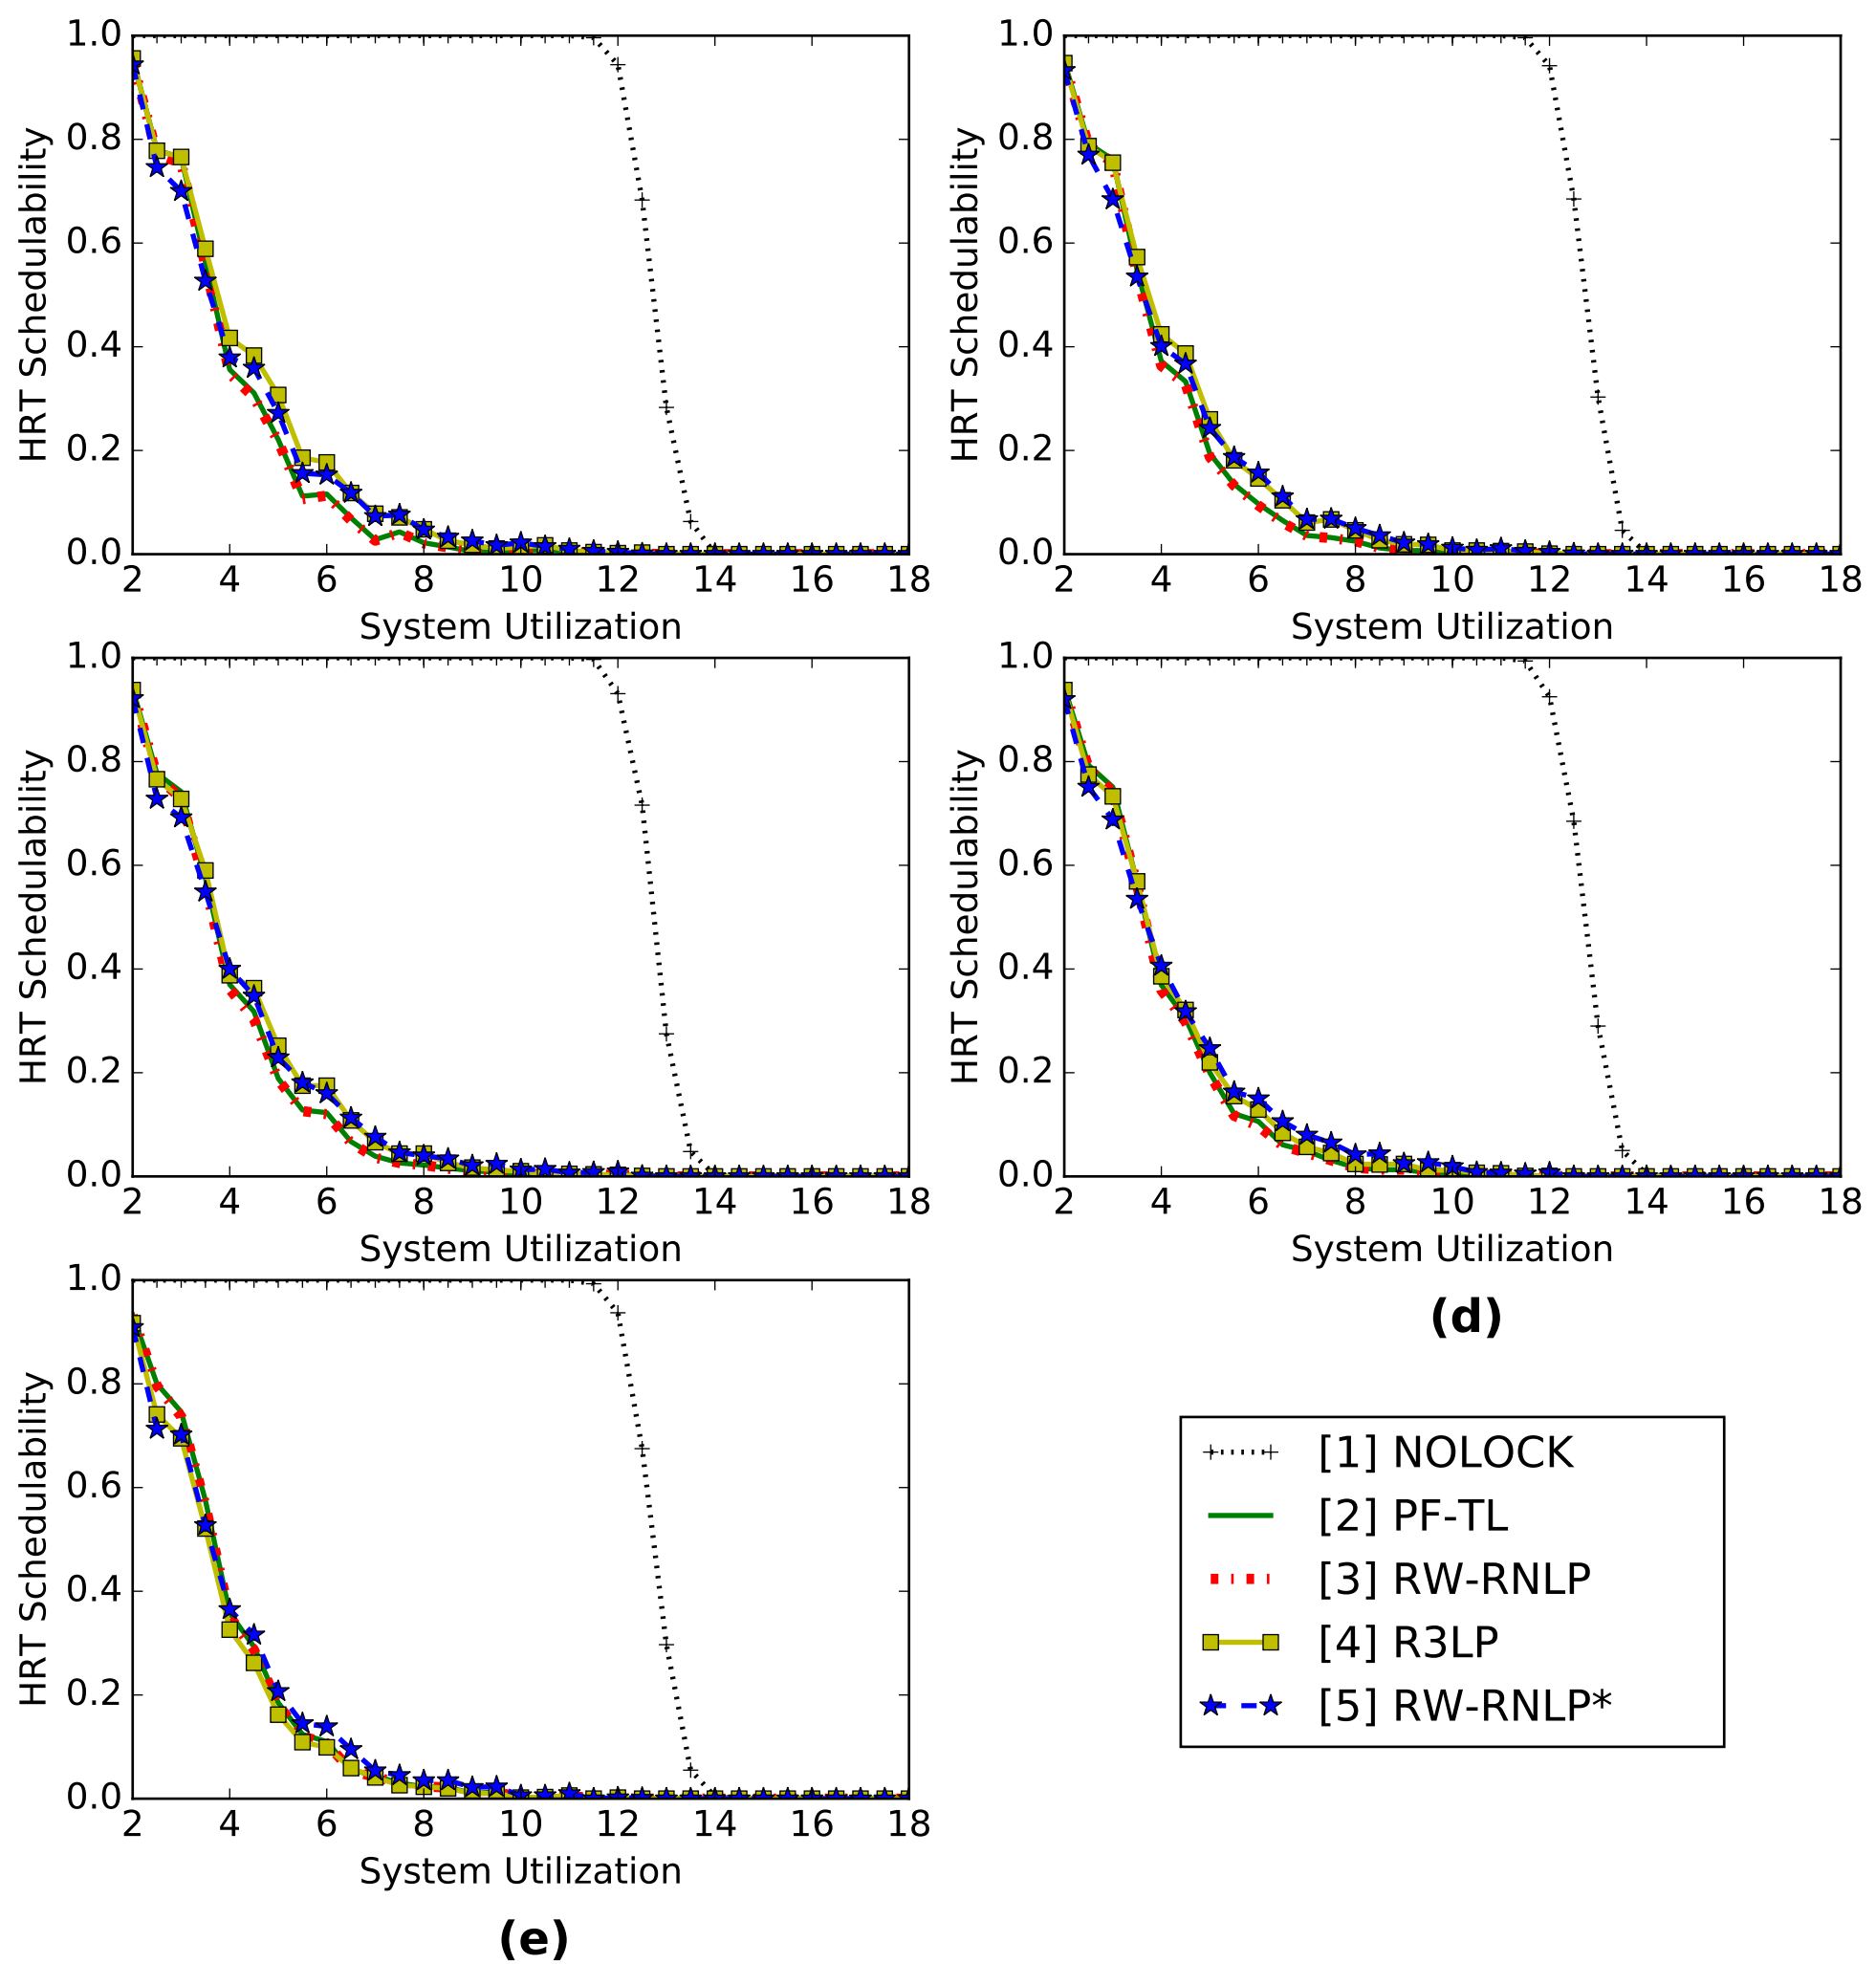 1.0
0.8
0.6
0.4
0.2
0.0
HRT Schedulability
2 4 6 8 10 12 14 16 18
System Utilization
1.0
0.8
0.6
0.4
0.2
0.0
HRT Schedulability
2 4 6 8 10 12 14 16 18
System Utilization
1.0
0.8
0.6
0.4
0.2
0.0
HRT Schedulability
2 4 6 8 10 12 14 16 18
System Utilization
1.0
0.8
0.6
0.4
0.2
0.0
HRT Schedulability
2 4 6 8 10 12 14 16 18
System Utilization
(d)
1.0
0.8
0.6
0.4
0.2
0.0
HRT Schedulability
2 4 6 8 10 12 14 16 18
System Utilization
(e)
[1] NOLOCK
[2] PF-TL
[3] RW-RNLP
[4] R3LP
[5] RW-RNLP*